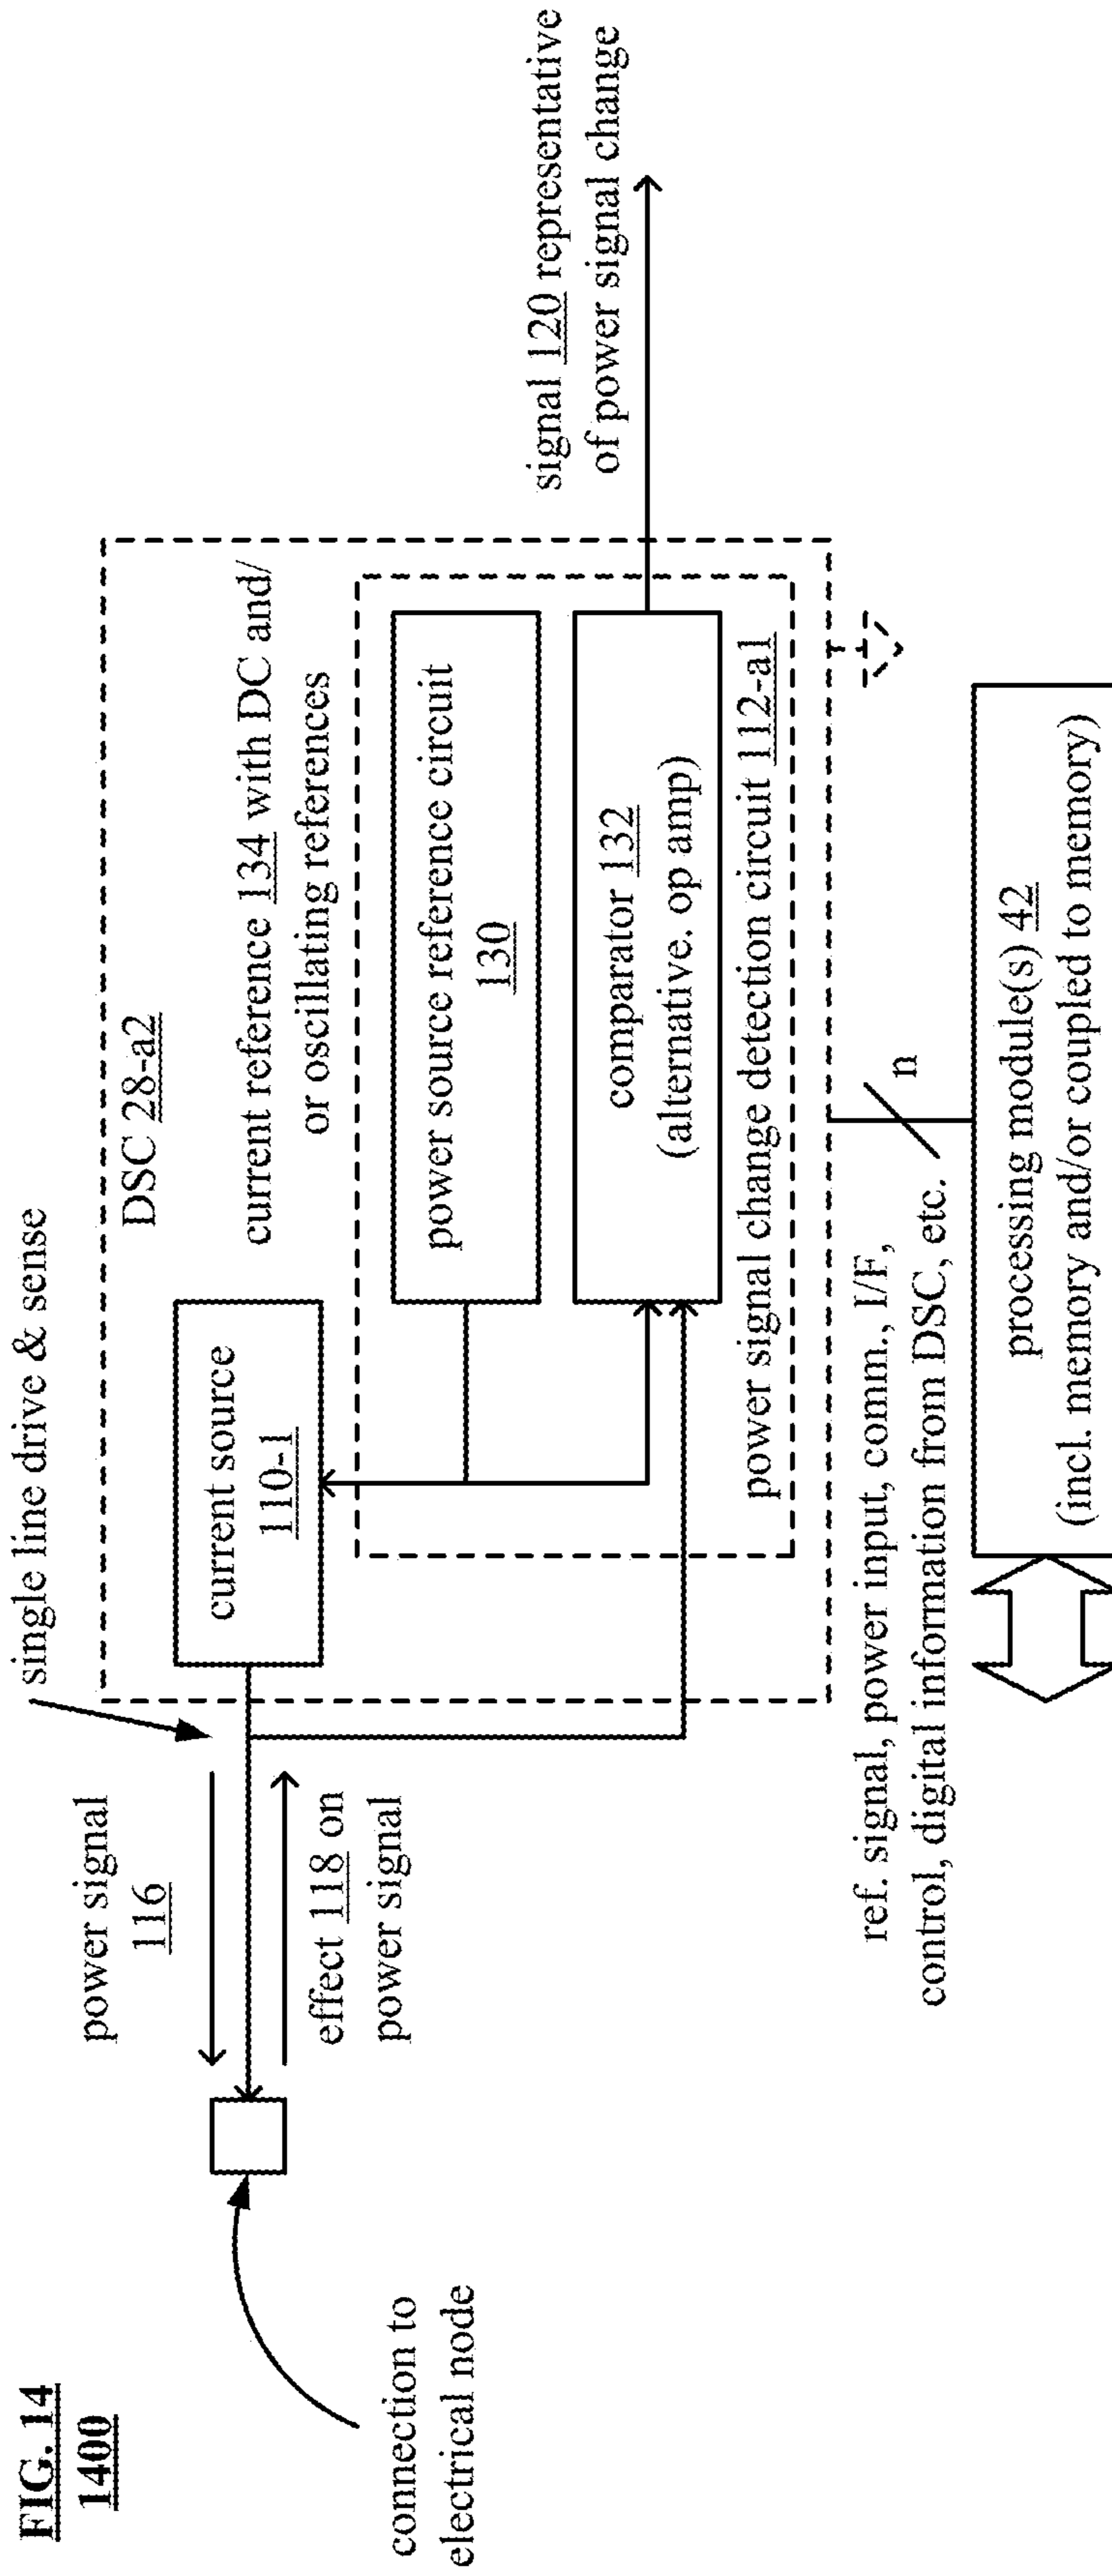 FIG. 14
1400
single line drive & sense
power signal
116
effect 118 on
power signal
connection to
electrical node
DSC 28-a2
current source
110-1
current reference 134 with DC and/
or oscillating references
power source reference circuit
130
comparator 132
(alternative. op amp)
power signal change detection circuit 112-a1
signal 120 representative
of power signal change
ref. signal, power input, comm., I/F,
control, digital information from DSC, etc.
n
processing module(s) 42
(incl. memory and/or coupled to memory)